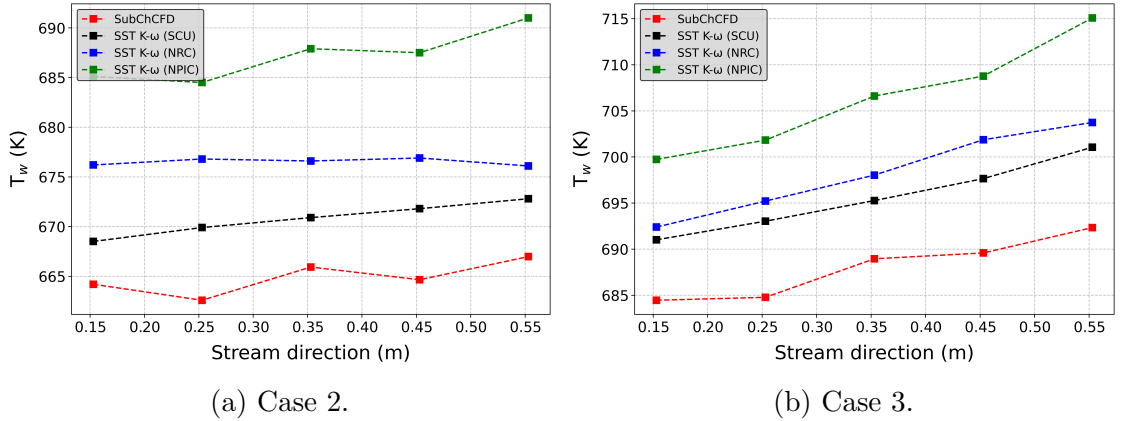 690
685
680
675
670
665
T_w (K)
SubChCFD
SST K-ω (SCU)
SST K-ω (NRC)
SST K-ω (NPIC)
0.15 0.20 0.25 0.30 0.35 0.40 0.45 0.50 0.55
Stream direction (m)
(a) Case 2.
715
710
705
700
695
690
685
T_w (K)
SubChCFD
SST K-ω (SCU)
SST K-ω (NRC)
SST K-ω (NPIC)
0.15 0.20 0.25 0.30 0.35 0.40 0.45 0.50 0.55
Stream direction (m)
(b) Case 3.